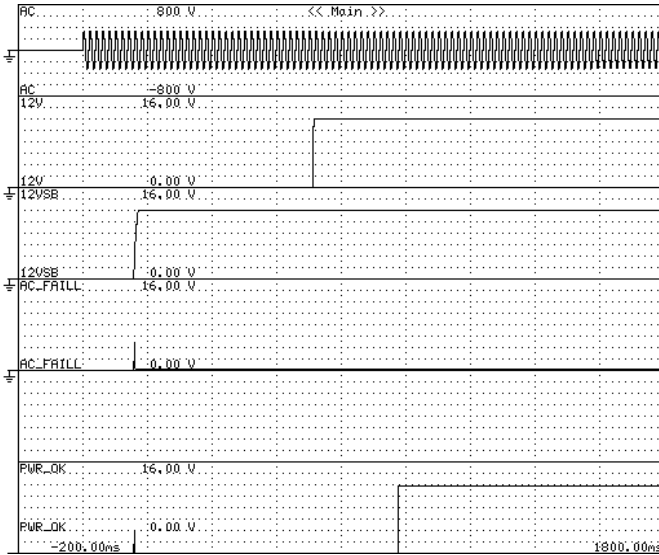 AC 800 V << Main >>
AC -800 V
12V 16.00 V
12V 0.00 V
12VSB 16.00 V
12VSB 0.00 V
AC_FAILL 16.00 V
AC_FAILL 0.00 V
PWR_OK 16.00 V
PWR_OK 0.00 V
-200.00ms 1800.00ms